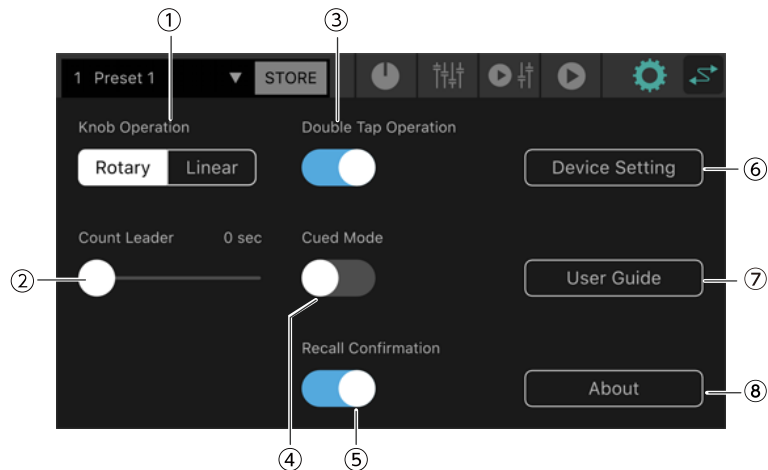 ① ③
1 Preset 1 ▼ STORE
Knob Operation Double Tap Operation
Rotary Linear Device Setting ⑥
Count Leader 0 sec Cued Mode
② User Guide ⑦
Recall Confirmation
About ⑧
④ ⑤